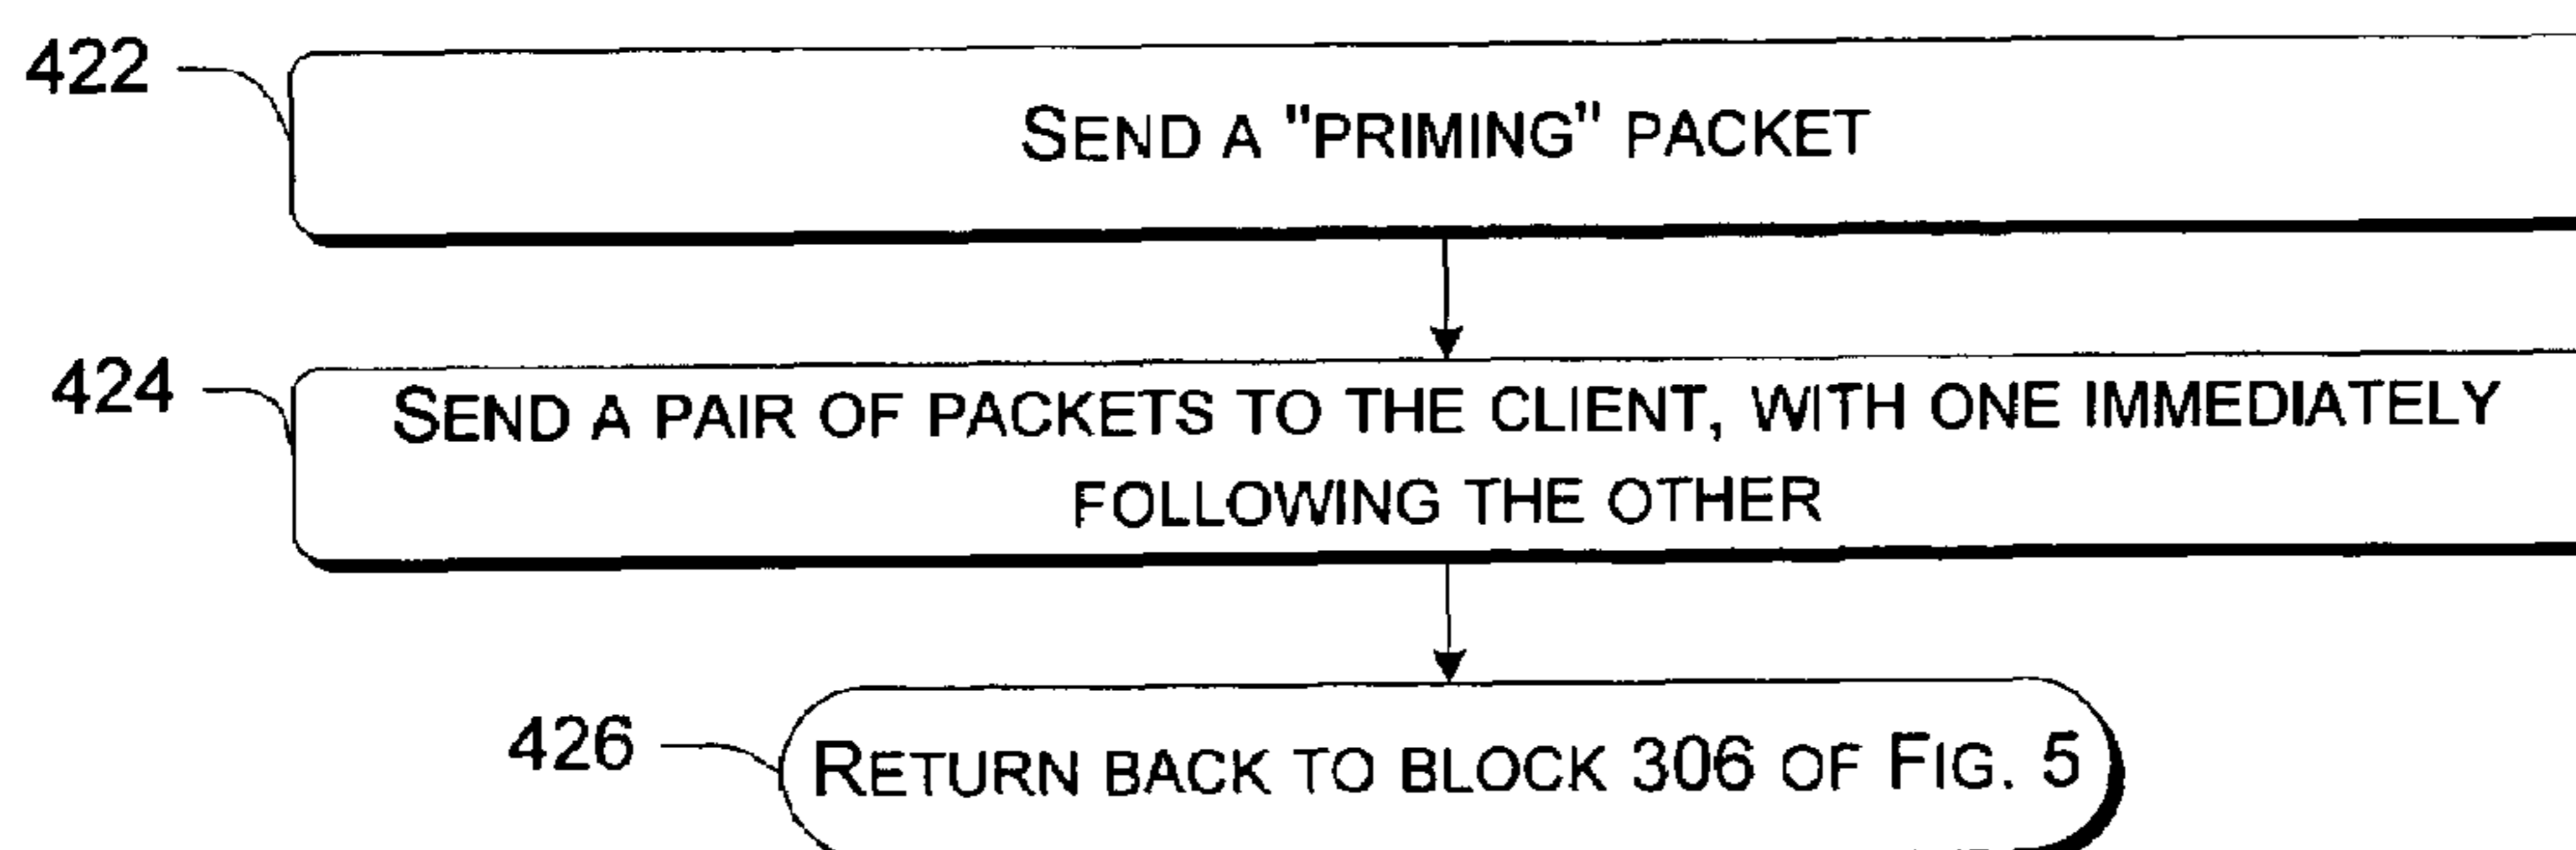 422
SEND A "PRIMING" PACKET
424
SEND A PAIR OF PACKETS TO THE CLIENT, WITH ONE IMMEDIATELY
FOLLOWING THE OTHER
426
RETURN BACK TO BLOCK 306 OF FIG. 5